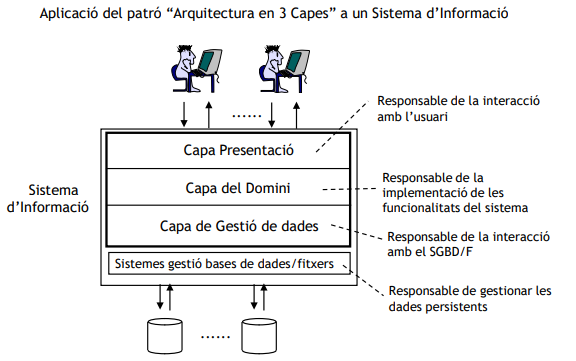 Aplicació del patró “Arquitectura en 3 Capes” a un Sistema d’Informació
......
Responsable de la interacció
amb l’usuari
Capa Presentació
Responsable de la
implementació de les
funcionalitats del sistema
Capa del Domini
Sistema
d’Informació
Capa de Gestió de dades
Responsable de la interacció
amb el SGBD/F
Sistemes gestió bases de dades/fitxers
Responsable de gestionar les
dades persistents
......
......